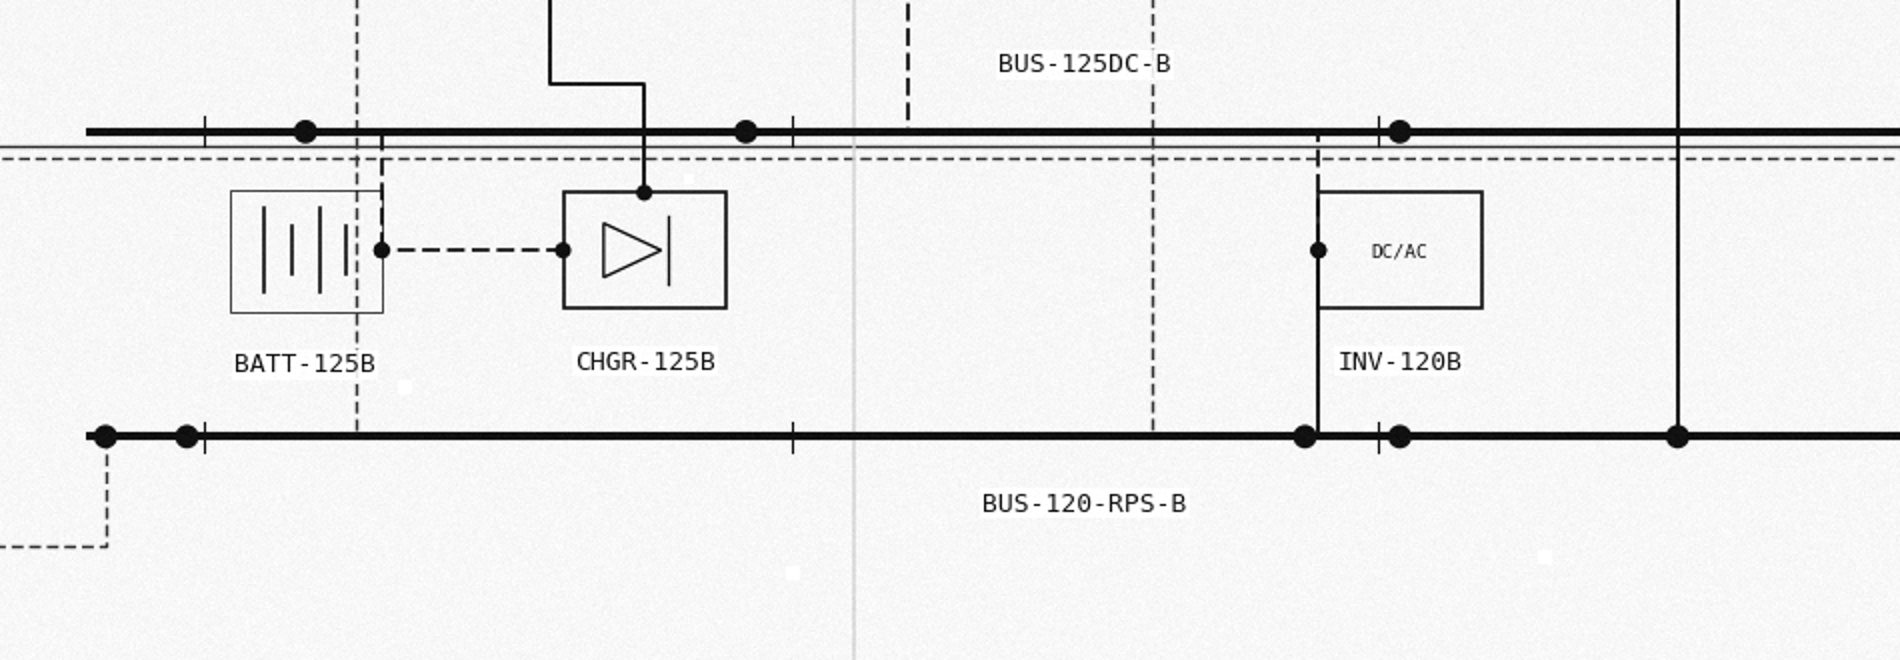 BUS-125DC-B
DC/AC
BATT-125B
CHGR-125B
INV-120B
BUS-120-RPS-B